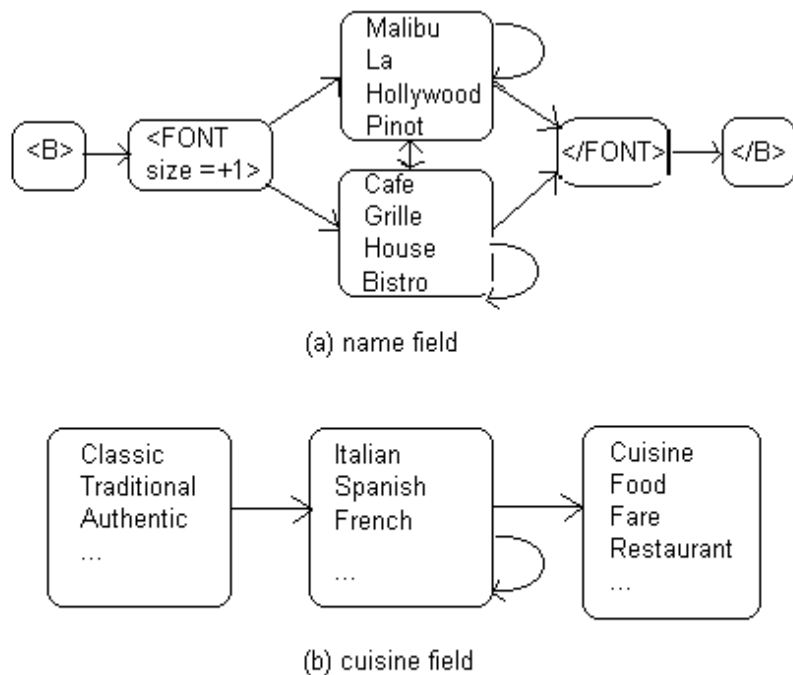 Malibu
La
Hollywood
Pinot
<B>
<FONT
size =+1>
</FONT>
</B>
Cafe
Grille
House
Bistro
(a) name field
Classic
Traditional
Authentic
...
Italian
Spanish
French
...
Cuisine
Food
Fare
Restaurant
...
(b) cuisine field